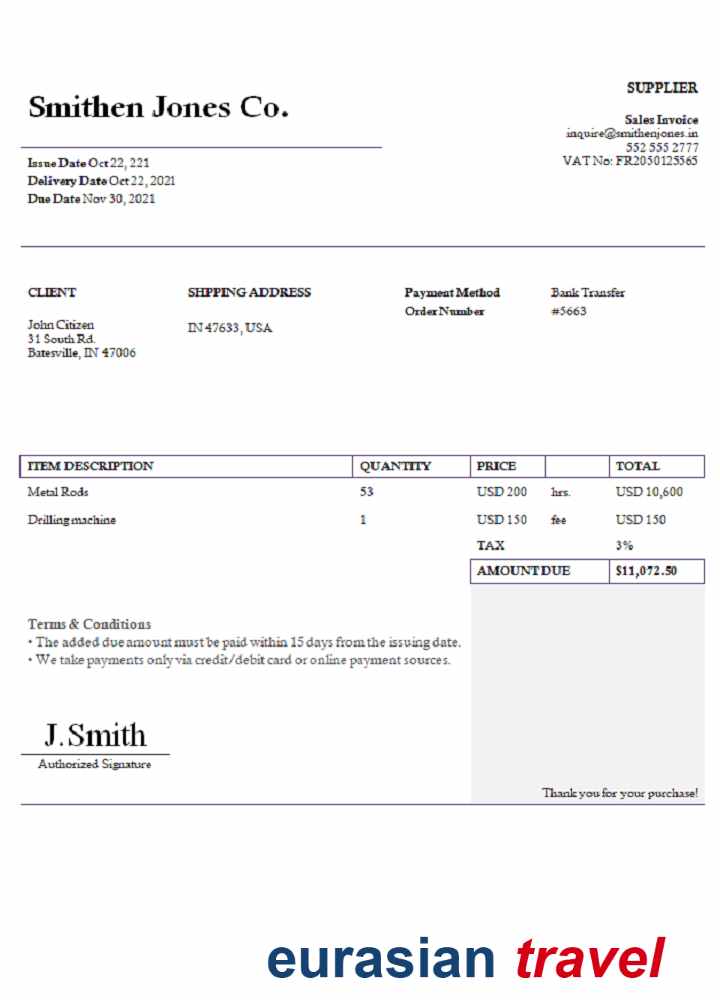 SUPPLIER
Smithen Jones Co.
Sales Invoice
inquire@smithenjones.in
552 555 2777
VAT No: FR2050125565
Issue Date Oct 22, 221
Delivery Date Oct 22, 2021
Due Date Nov 30, 2021
CLIENT SHIPPING ADDRESS Payment Method Bank Transfer
Order Number #5663
John Citizen
31 South Rd.
Batesville, IN 47006
IN 47633, USA
ITEM DESCRIPTION QUANTITY PRICE TOTAL
Metal Rods 53 USD 200 hrs. USD 10,600
Drilling machine 1 USD 150 fee USD 150
TAX 3%
AMOUNT DUE $11,072.50
Terms & Conditions
• The added due amount must be paid within 15 days from the issuing date.
• We take payments only via credit/debit card or online payment sources.
J. Smith
Authorized Signature
Thank you for your purchase!
eurasian travel